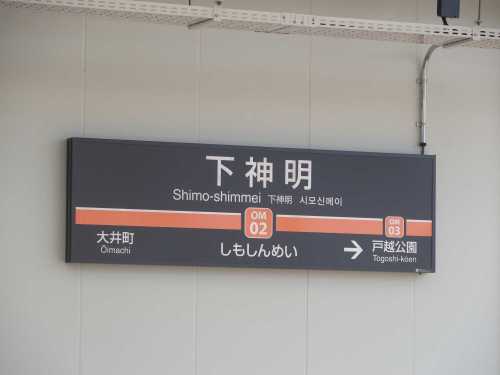 下神明
Shimo-shimmei 下神明 시모신메이
OM
02
OM
03
大井町
Ōimachi
しもしんめい
→ 戸越公園
Togoshi-kōen